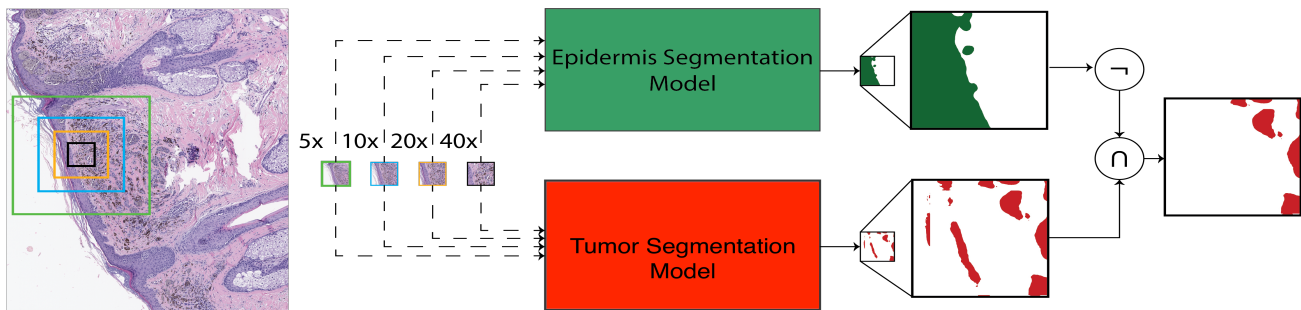 Epidermis Segmentation
Model
5x 10x 20x 40x
Tumor Segmentation
Model
¬
∩